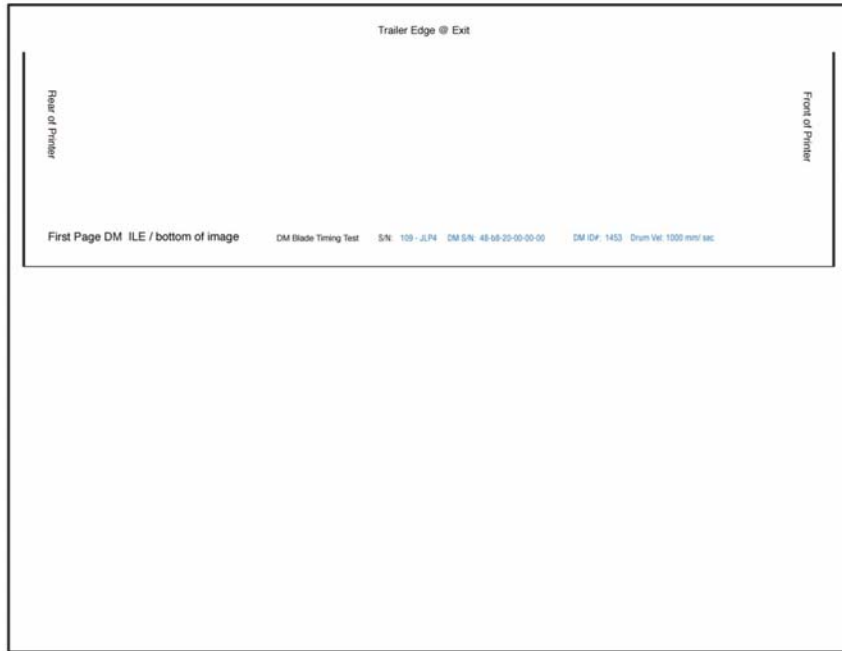 Trailer Edge @ Exit
Rear of Printer
Front of Printer
First Page DM ILE / bottom of image DM Blade Timing Test S/N: 109 - JLP4 DM S/N: 48-b8-20-00-00-00 DM ID#: 1453 Drum Vel: 1000 mm/ sec